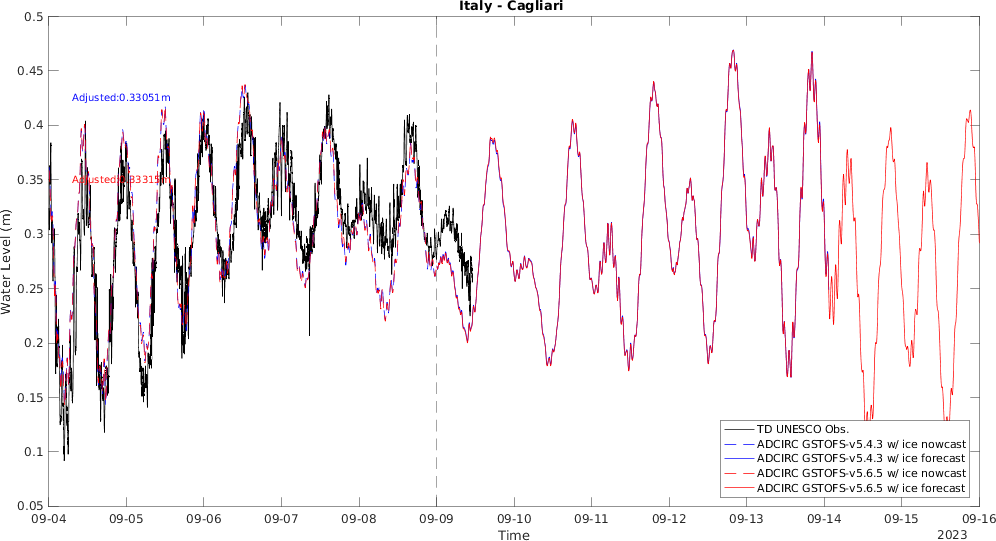 Italy - Cagliari
0.5
0.45
0.4
0.35
0.3
0.25
0.2
0.15
0.1
0.05
Water Level (m)
Adjusted:0.33051m
Adjusted:0.33315m
TD UNESCO Obs.
ADCIRC GSTOFS-v5.4.3 w/ ice nowcast
ADCIRC GSTOFS-v5.4.3 w/ ice forecast
ADCIRC GSTOFS-v5.6.5 w/ ice nowcast
ADCIRC GSTOFS-v5.6.5 w/ ice forecast
09-04 09-05 09-06 09-07 09-08 09-09 09-10 09-11 09-12 09-13 09-14 09-15 09-16
Time
2023